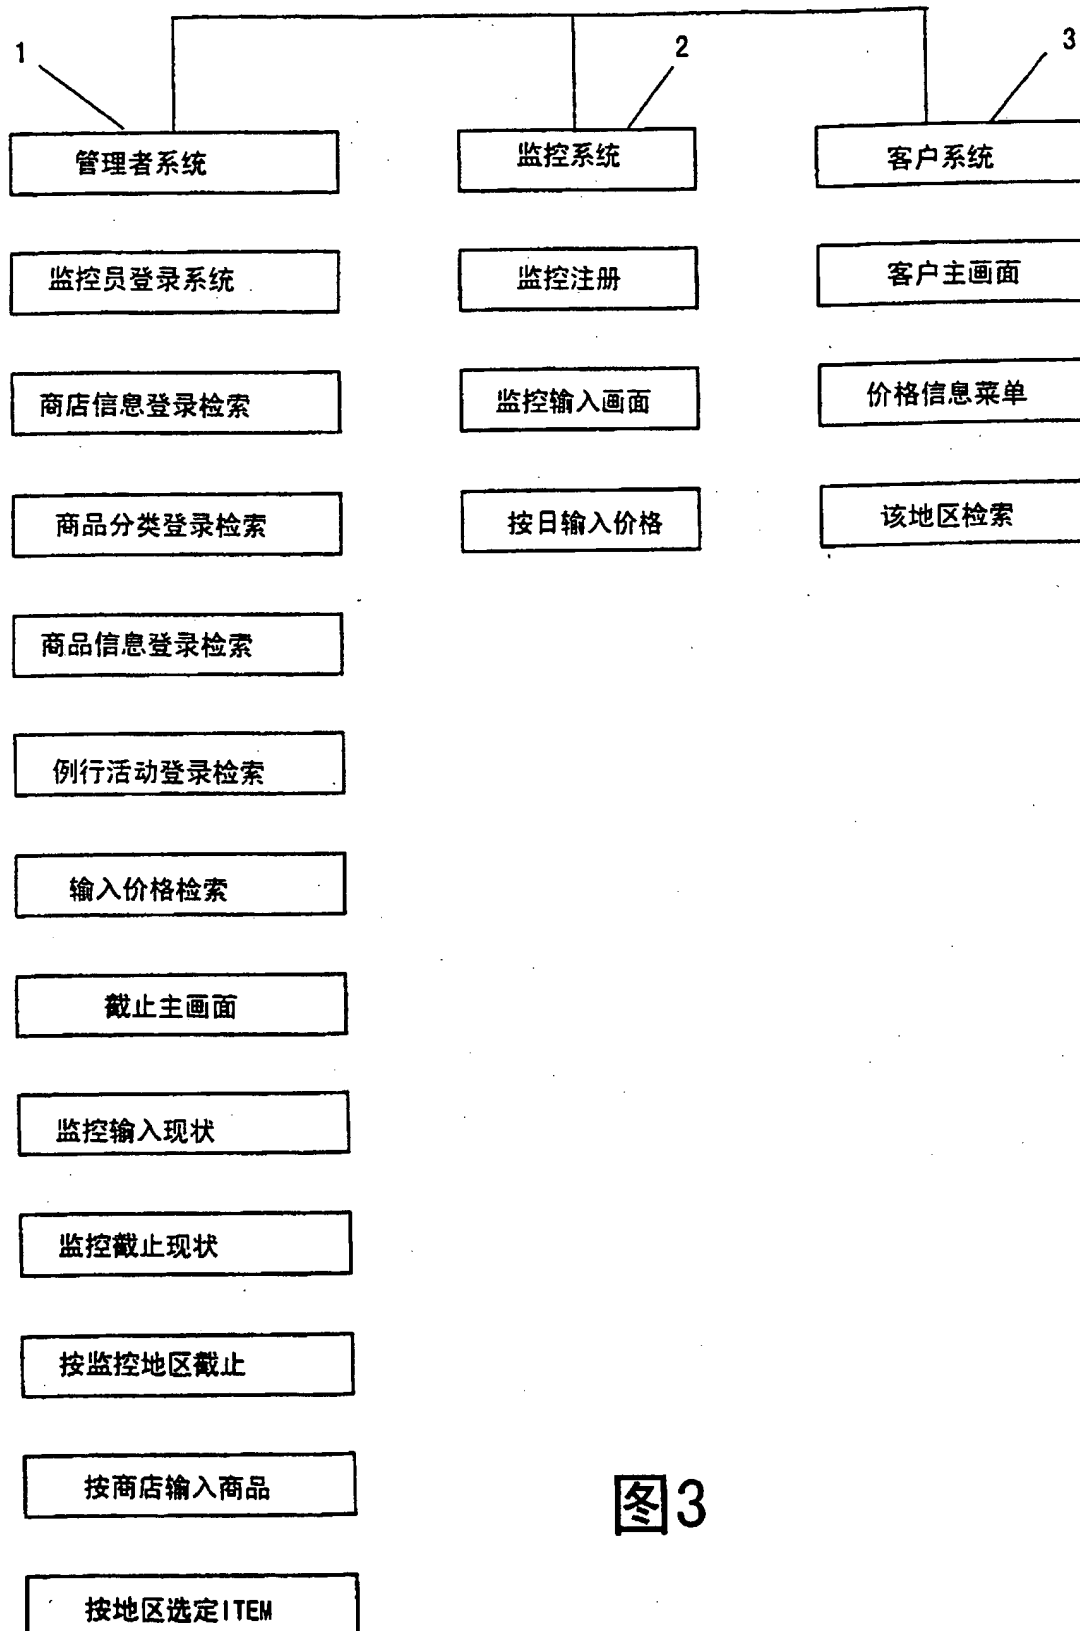 1
2
3
管理者系统
监控系统
客户系统
监控员登录系统
监控注册
客户主画面
商店信息登录检索
监控输入画面
价格信息菜单
商品分类登录检索
按日输入价格
该地区检索
商品信息登录检索
例行活动登录检索
输入价格检索
截止主画面
监控输入现状
监控截止现状
按监控地区截止
按商店输入商品
按地区选定ITEM
图3